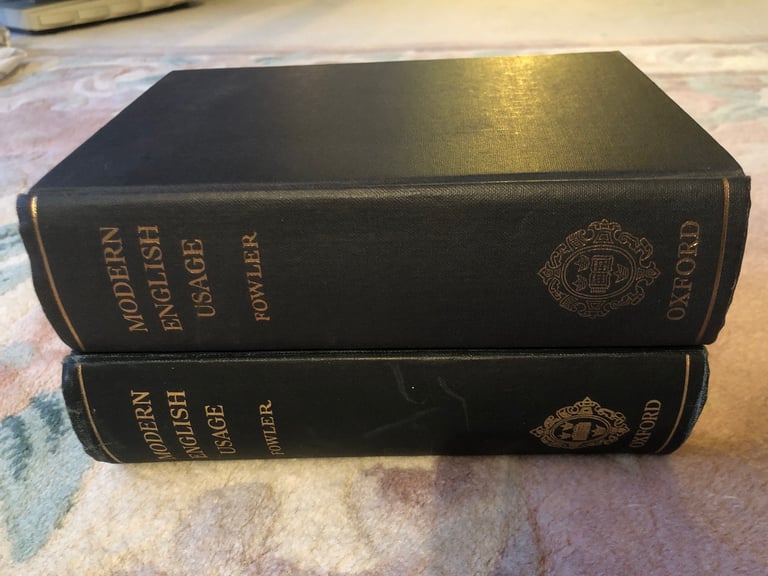 MODERN
ENGLISH
USAGE
FOWLER
OXFORD
MODERN
ENGLISH
USAGE
FOWLER
OXFORD